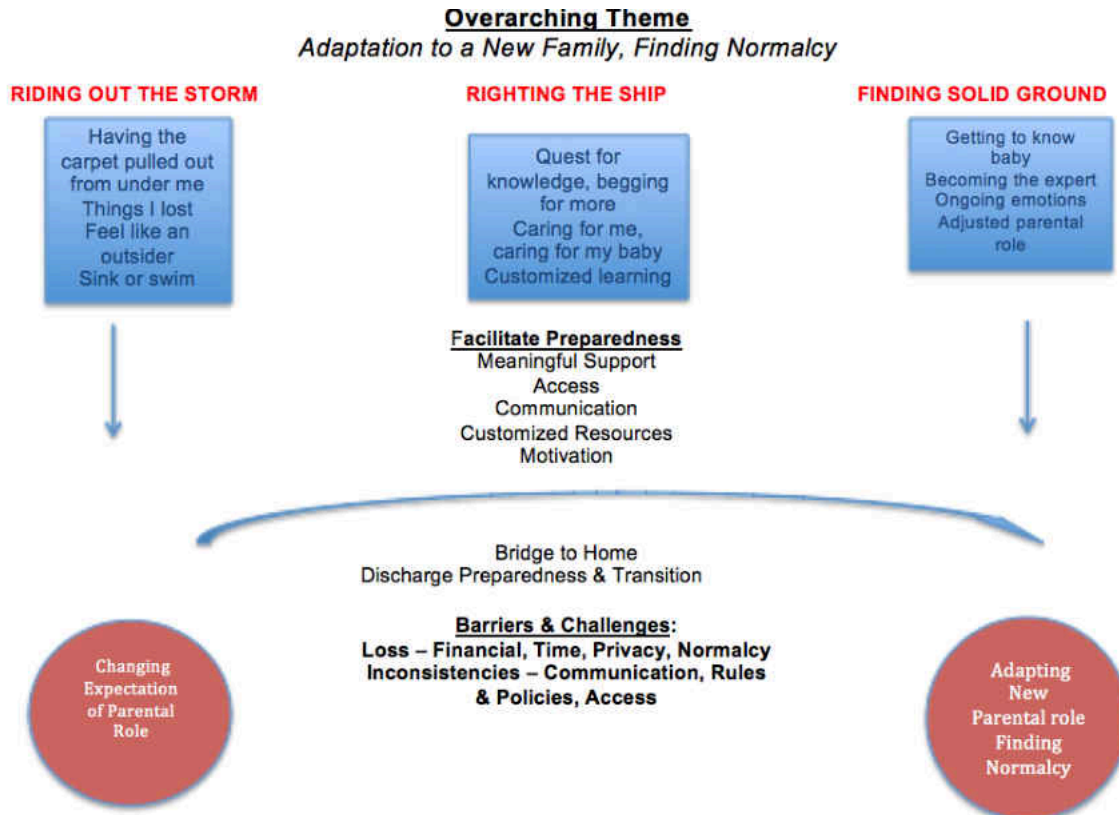 Overarching Theme
Adaptation to a New Family, Finding Normalcy
RIDING OUT THE STORM
Having the
carpet pulled out
from under me
Things I lost
Feel like an
outsider
Sink or swim
RIGHTING THE SHIP
Quest for
knowledge, begging
for more
Caring for me,
caring for my baby
Customized learning
FINDING SOLID GROUND
Getting to know
baby
Becoming the expert
Ongoing emotions
Adjusted parental
role
Facilitate Preparedness
Meaningful Support
Access
Communication
Customized Resources
Motivation
Bridge to Home
Discharge Preparedness & Transition
Barriers & Challenges:
Loss – Financial, Time, Privacy, Normalcy
Inconsistencies – Communication, Rules
& Policies, Access
Changing
Expectation
of Parental
Role
Adapting
New
Parental role
Finding
Normalcy